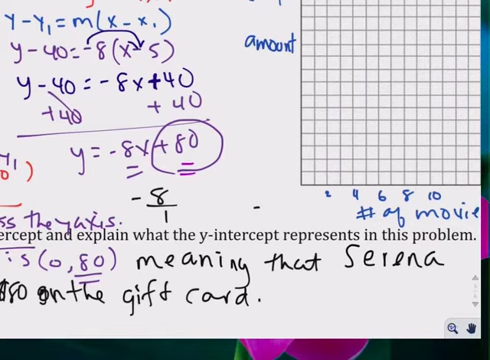 y-y₁=m(x-x₁)
amount
y-40=-8(x-5)
y-40=-8x+40
+40 +40
y=-8x+80
-8/1
2 4 6 8 10
# of movie
ss the y axis.
ercept and explain what the y-intercept represents in this problem.
is (0,80) meaning that Serena
$80 on the gift card.